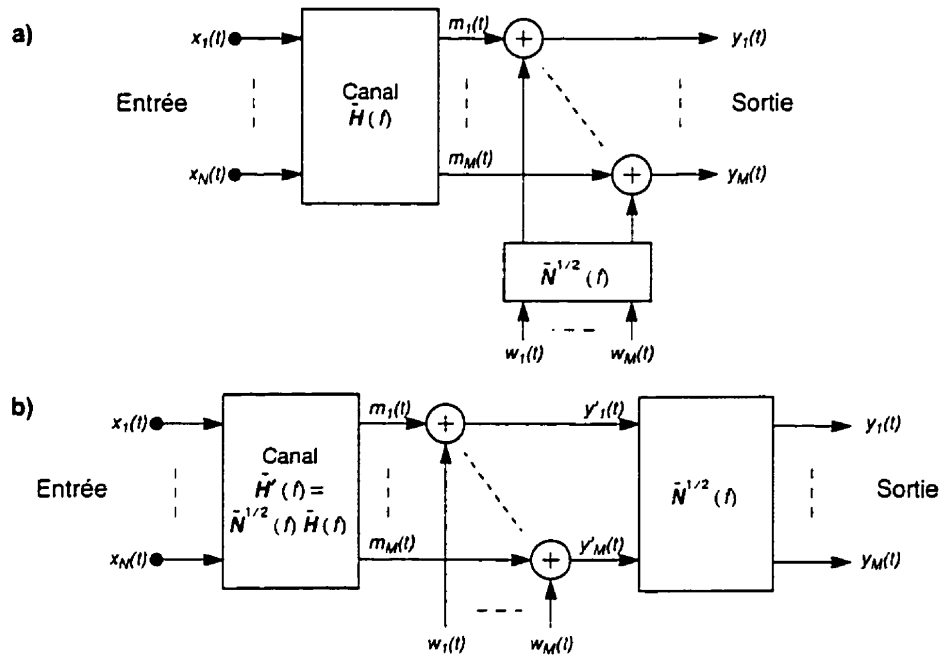 a)
x₁(t)
m₁(t)
+
y₁(t)
Entrée
Canal
H̄(f)
Sortie
x_N(t)
m_M(t)
+
y_M(t)
N̄^1/2 (f)
w₁(t)
w_M(t)
b)
x₁(t)
m₁(t)
+
y'₁(t)
y₁(t)
Entrée
Canal
H̄'(f) =
N̄^1/2 (f) H̄(f)
N̄^1/2 (f)
Sortie
x_N(t)
m_M(t)
+
y'_M(t)
y_M(t)
w₁(t)
w_M(t)